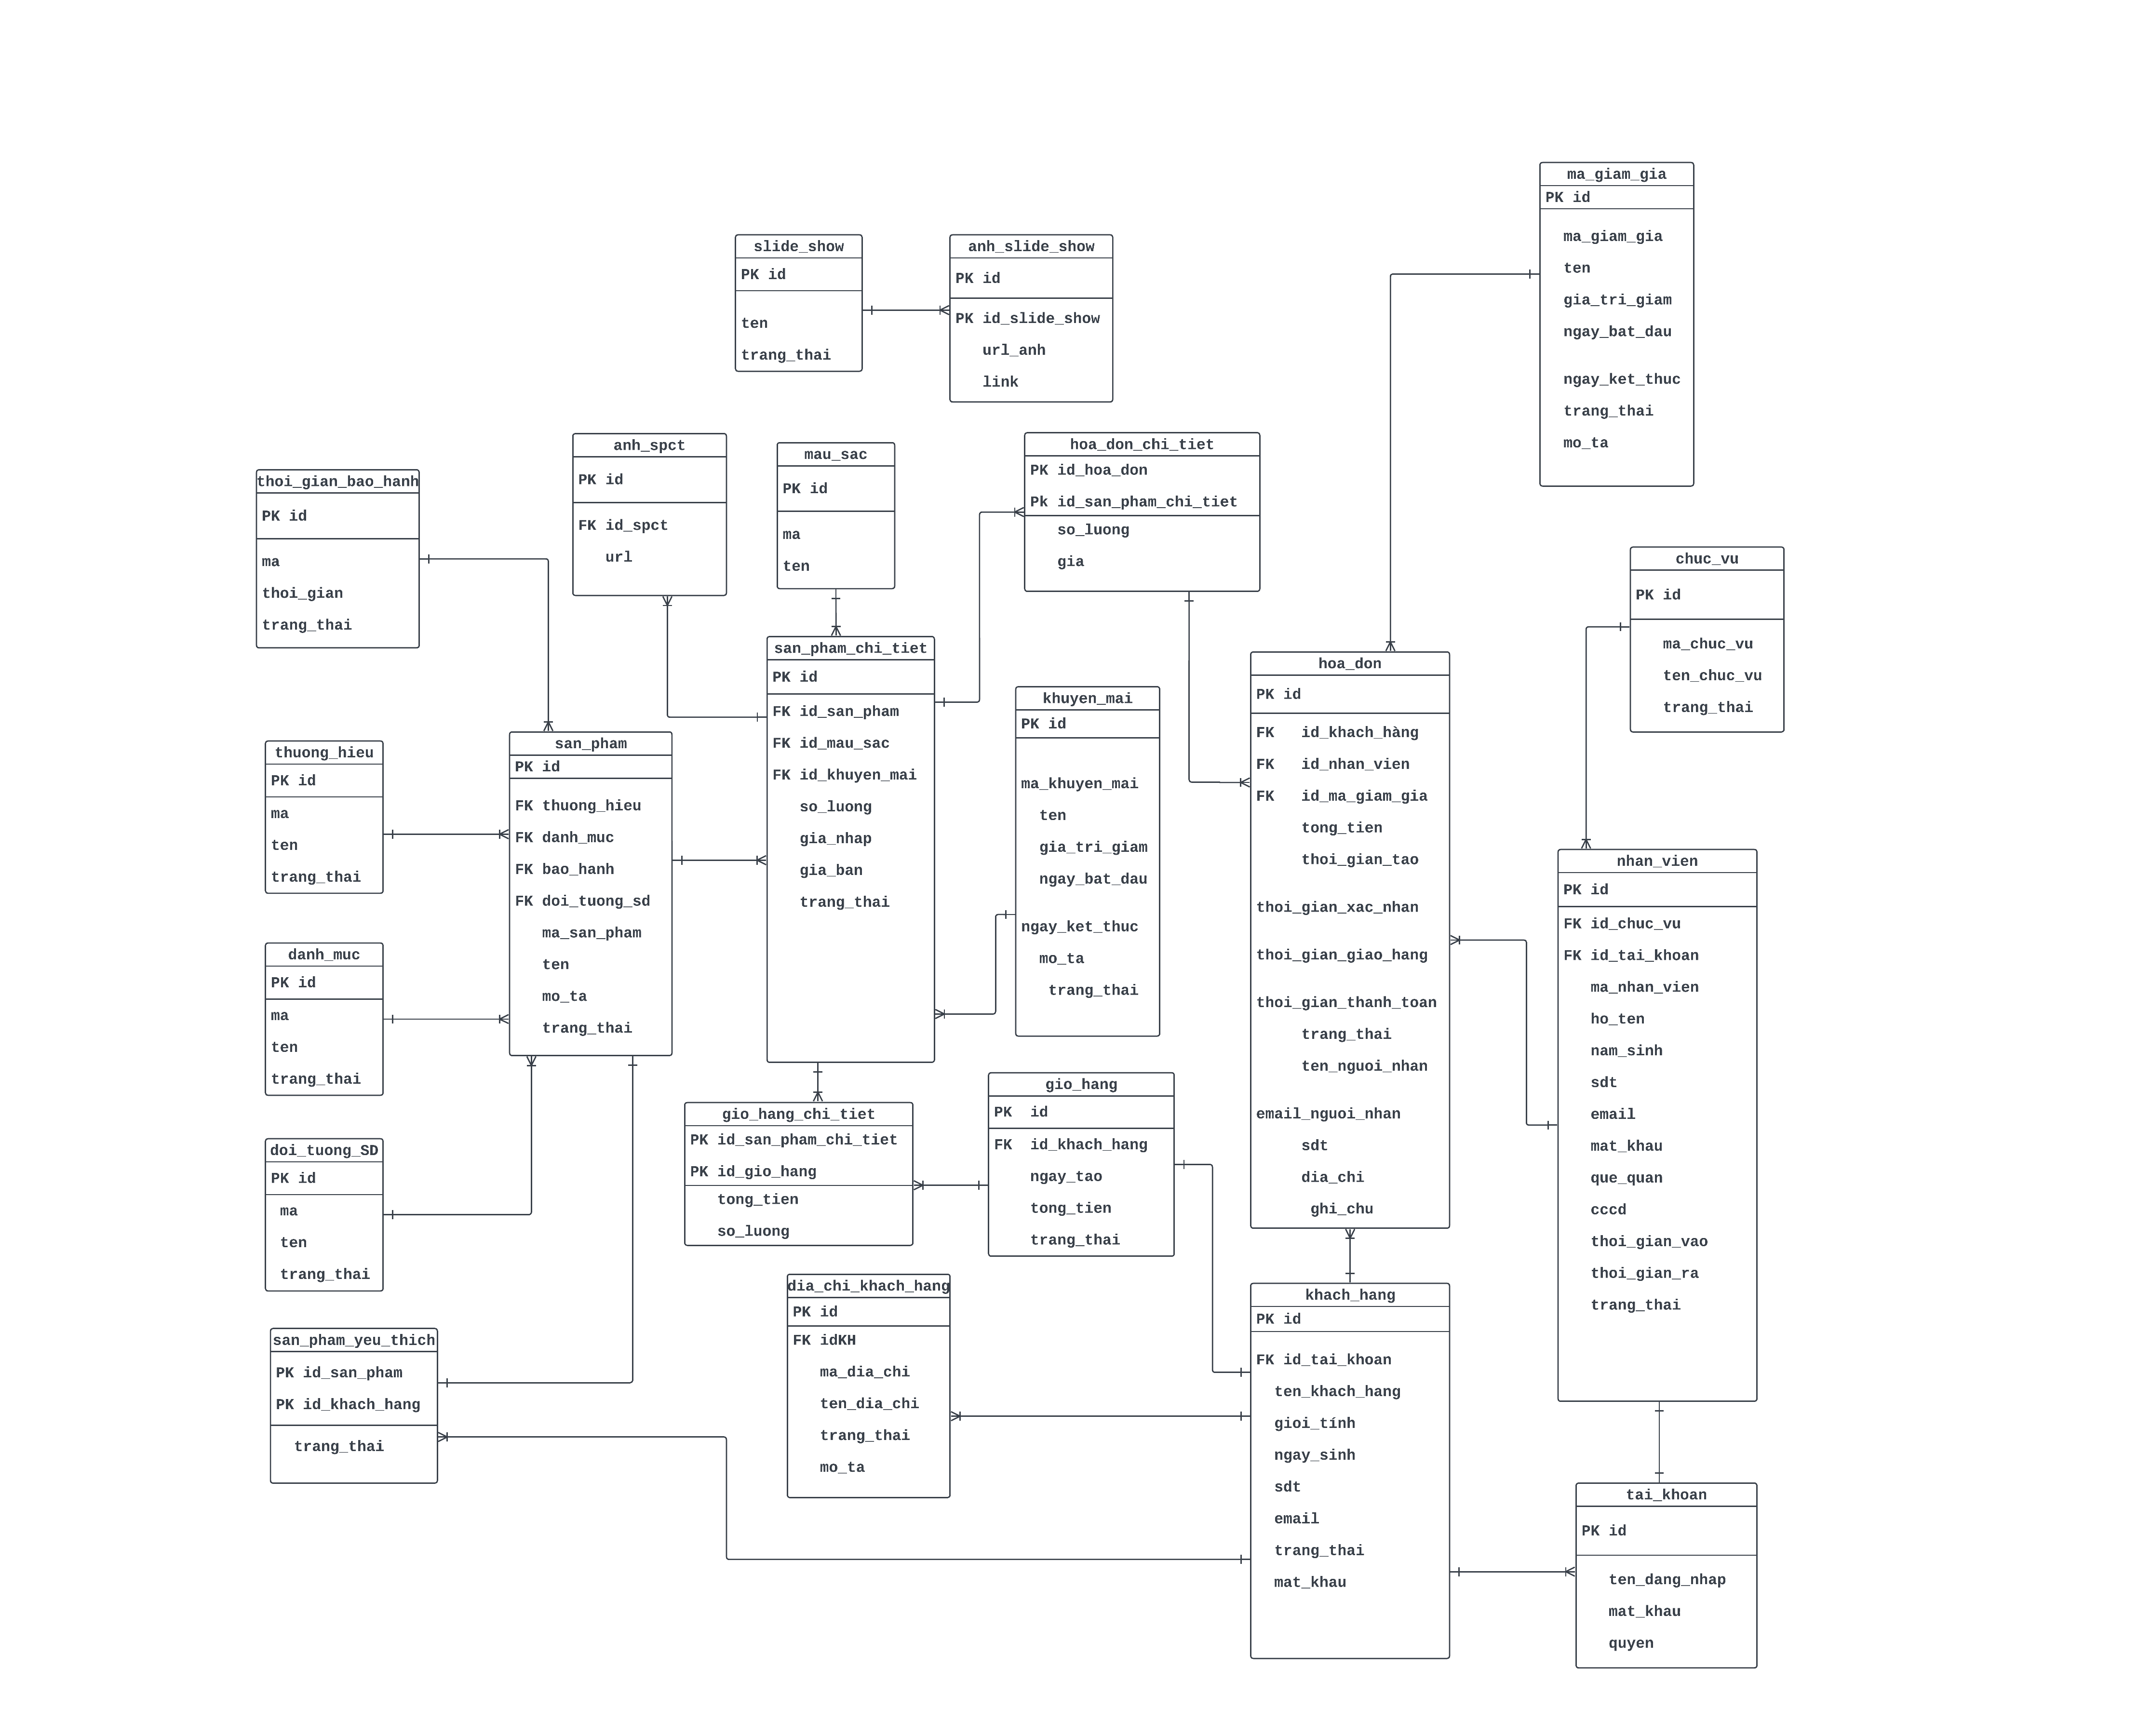 ma_giam_gia
PK id
ma_giam_gia
ten
gia_tri_giam
ngay_bat_dau
ngay_ket_thuc
trang_thai
mo_ta
slide_show
PK id
ten
trang_thai
anh_slide_show
PK id
PK id_slide_show
url_anh
link
anh_spct
PK id
FK id_spct
url
mau_sac
PK id
ma
ten
hoa_don_chi_tiet
PK id_hoa_don
Pk id_san_pham_chi_tiet
so_luong
gia
thoi_gian_bao_hanh
PK id
ma
thoi_gian
trang_thai
chuc_vu
PK id
ma_chuc_vu
ten_chuc_vu
trang_thai
san_pham_chi_tiet
PK id
FK id_san_pham
FK id_mau_sac
FK id_khuyen_mai
so_luong
gia_nhap
gia_ban
trang_thai
khuyen_mai
PK id
ma_khuyen_mai
ten
gia_tri_giam
ngay_bat_dau
ngay_ket_thuc
mo_ta
trang_thai
hoa_don
PK id
FK id_khach_hàng
FK id_nhan_vien
FK id_ma_giam_gia
tong_tien
thoi_gian_tao
thoi_gian_xac_nhan
thoi_gian_giao_hang
thoi_gian_thanh_toan
trang_thai
ten_nguoi_nhan
email_nguoi_nhan
sdt
dia_chi
ghi_chu
thuong_hieu
PK id
ma
ten
trang_thai
san_pham
PK id
FK thuong_hieu
FK danh_muc
FK bao_hanh
FK doi_tuong_sd
ma_san_pham
ten
mo_ta
trang_thai
nhan_vien
PK id
FK id_chuc_vu
FK id_tai_khoan
ma_nhan_vien
ho_ten
nam_sinh
sdt
email
mat_khau
que_quan
cccd
thoi_gian_vao
thoi_gian_ra
trang_thai
danh_muc
PK id
ma
ten
trang_thai
gio_hang_chi_tiet
PK id_san_pham_chi_tiet
PK id_gio_hang
tong_tien
so_luong
gio_hang
PK id
FK id_khach_hang
ngay_tao
tong_tien
trang_thai
doi_tuong_SD
PK id
ma
ten
trang_thai
dia_chi_khach_hang
PK id
FK idKH
ma_dia_chi
ten_dia_chi
trang_thai
mo_ta
khach_hang
PK id
FK id_tai_khoan
ten_khach_hang
gioi_tính
ngay_sinh
sdt
email
trang_thai
mat_khau
san_pham_yeu_thich
PK id_san_pham
PK id_khach_hang
trang_thai
tai_khoan
PK id
ten_dang_nhap
mat_khau
quyen